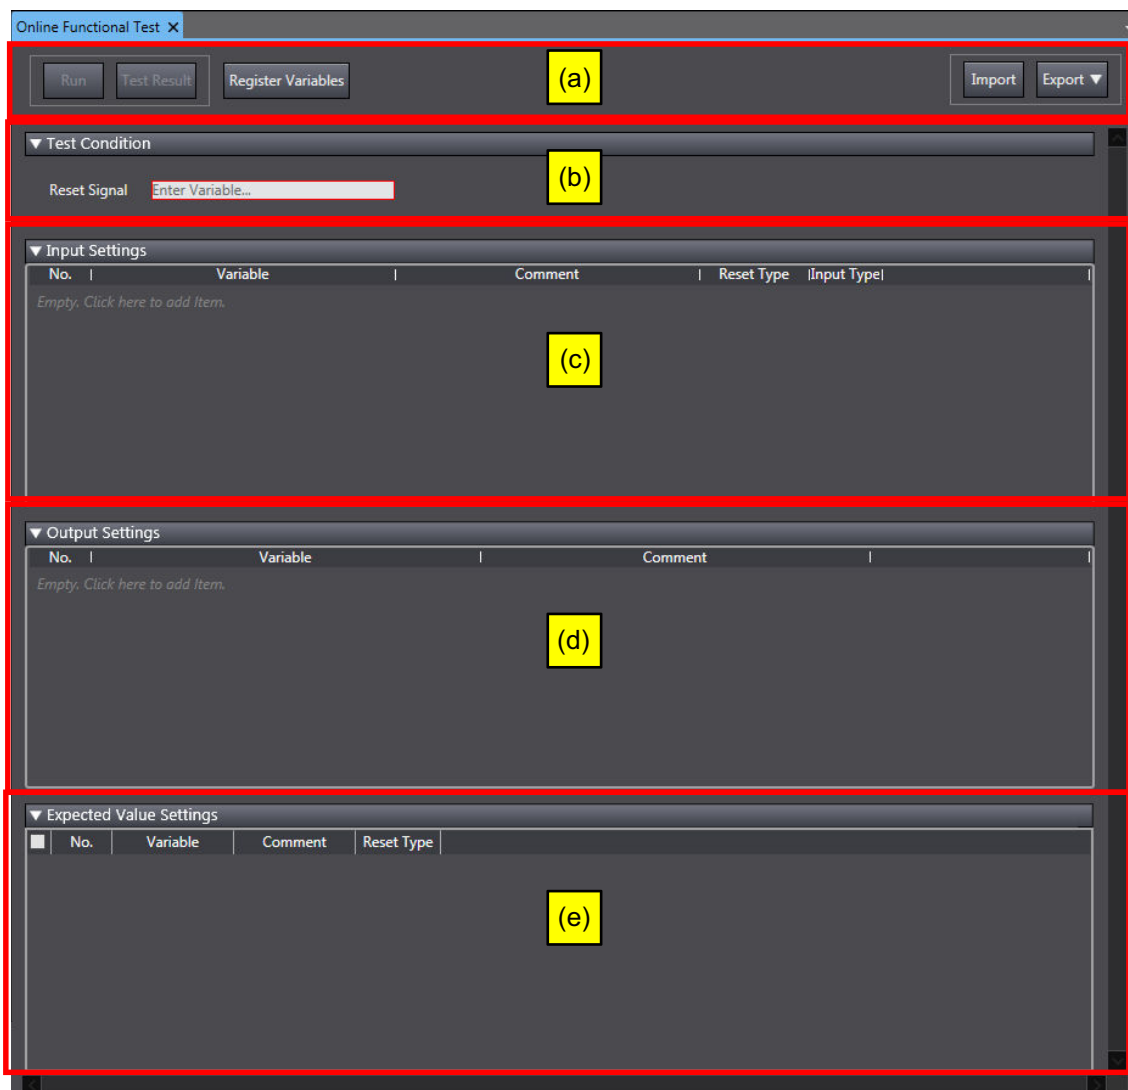 Online Functional Test
Run Test Result Register Variables (a) Import Export
Test Condition
(b)
Reset Signal Enter Variable...
Input Settings
No. Variable Comment Reset Type Input Type
Empty. Click here to add Item.
(c)
Output Settings
No. Variable Comment
Empty. Click here to add Item.
(d)
Expected Value Settings
No. Variable Comment Reset Type
(e)